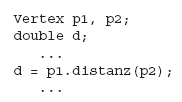 Vertex p1, p2;
double d;
...
d = p1.distanz(p2);
...